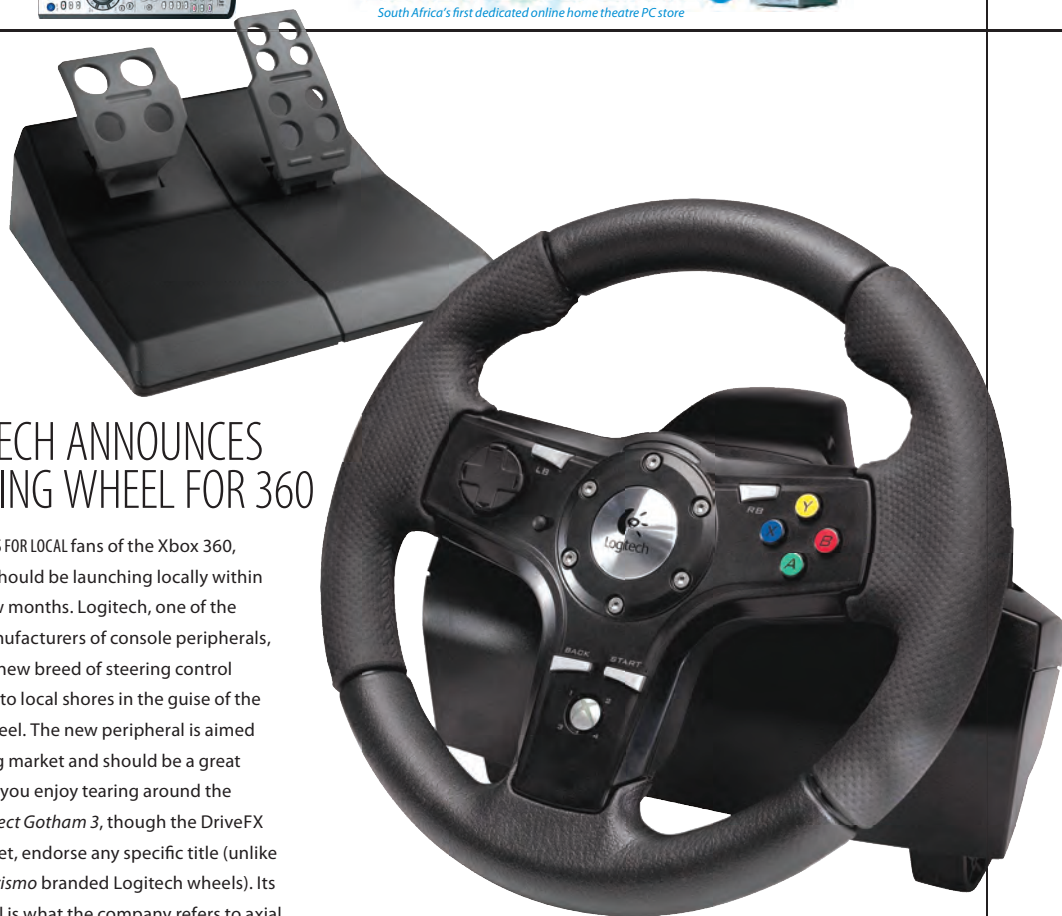 South Africa's first dedicated online home theatre PC store
ECH ANNOUNCES
ING WHEEL FOR 360
FOR LOCAL fans of the Xbox 360,
hould be launching locally within
w months. Logitech, one of the
nufacturers of console peripherals,
new breed of steering control
to local shores in the guise of the
eel. The new peripheral is aimed
g market and should be a great
you enjoy tearing around the
ect Gotham 3, though the DriveFX
et, endorse any specific title (unlike
rismo branded Logitech wheels). Its
l is what the company refers to axial
LB
RB
Y
X
B
A
Logitech
BACK
START